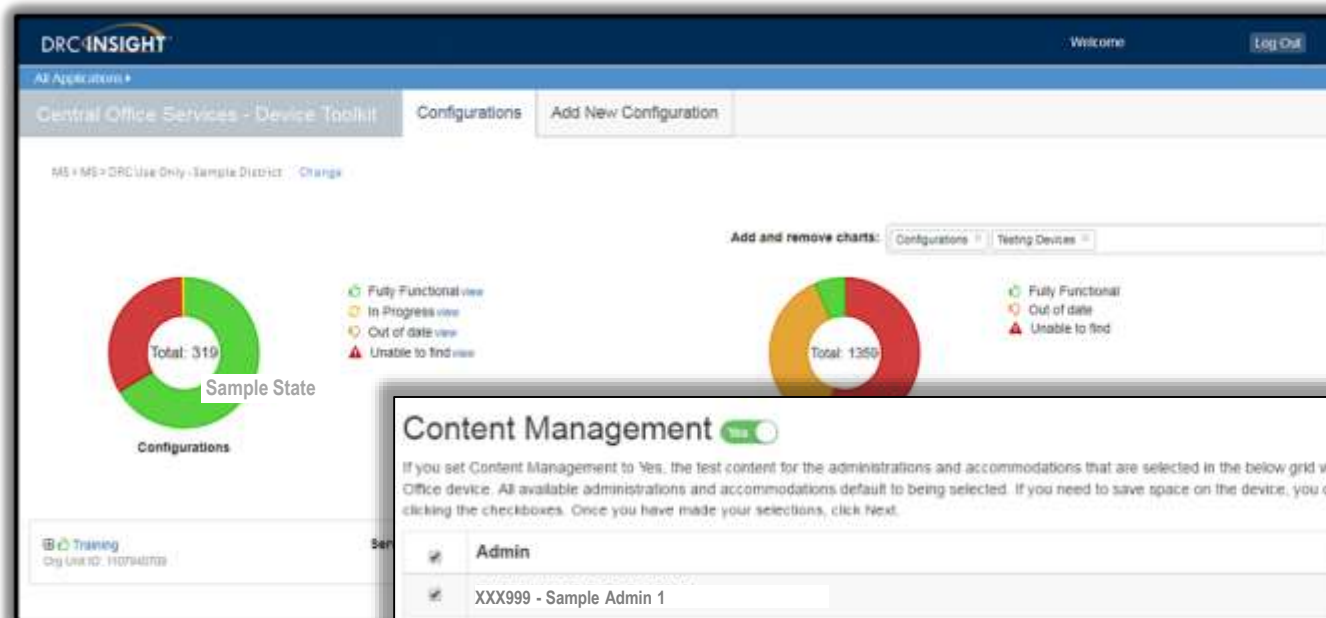 DRC INSIGHT
Welcome
Log Out
All Applications
Central Office Services - Device Toolkit
Configurations
Add New Configuration
MS > MS > DRC Use Only - Sample District Change
Add and remove charts: Configurations Testing Devices
Total: 319
Fully Functional view
In Progress view
Out of date view
Unable to find view
Sample State
Configurations
Total: 1359
Fully Functional
Out of date
Unable to find
Content Management Yes
If you set Content Management to Yes, the test content for the administrations and accommodations that are selected in the below grid
Office device. All available administrations and accommodations default to being selected. If you need to save space on the device, you
clicking the checkboxes. Once you have made your selections, click Next.
Training
Org Unit ID:
Ser
Admin
XXX999 - Sample Admin 1